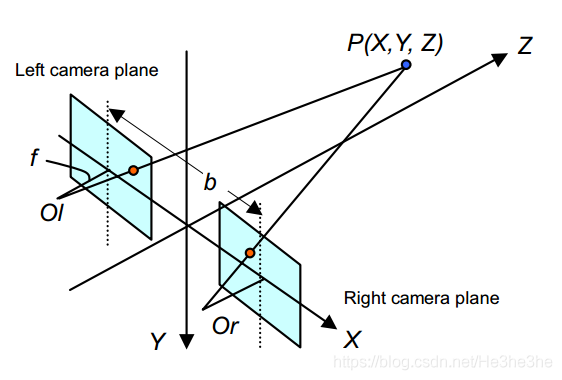 P(X,Y, Z)
Z
Left camera plane
f
b
Ol
Right camera plane
Or
Y
X
https://blog.csdn.net/He3he3he